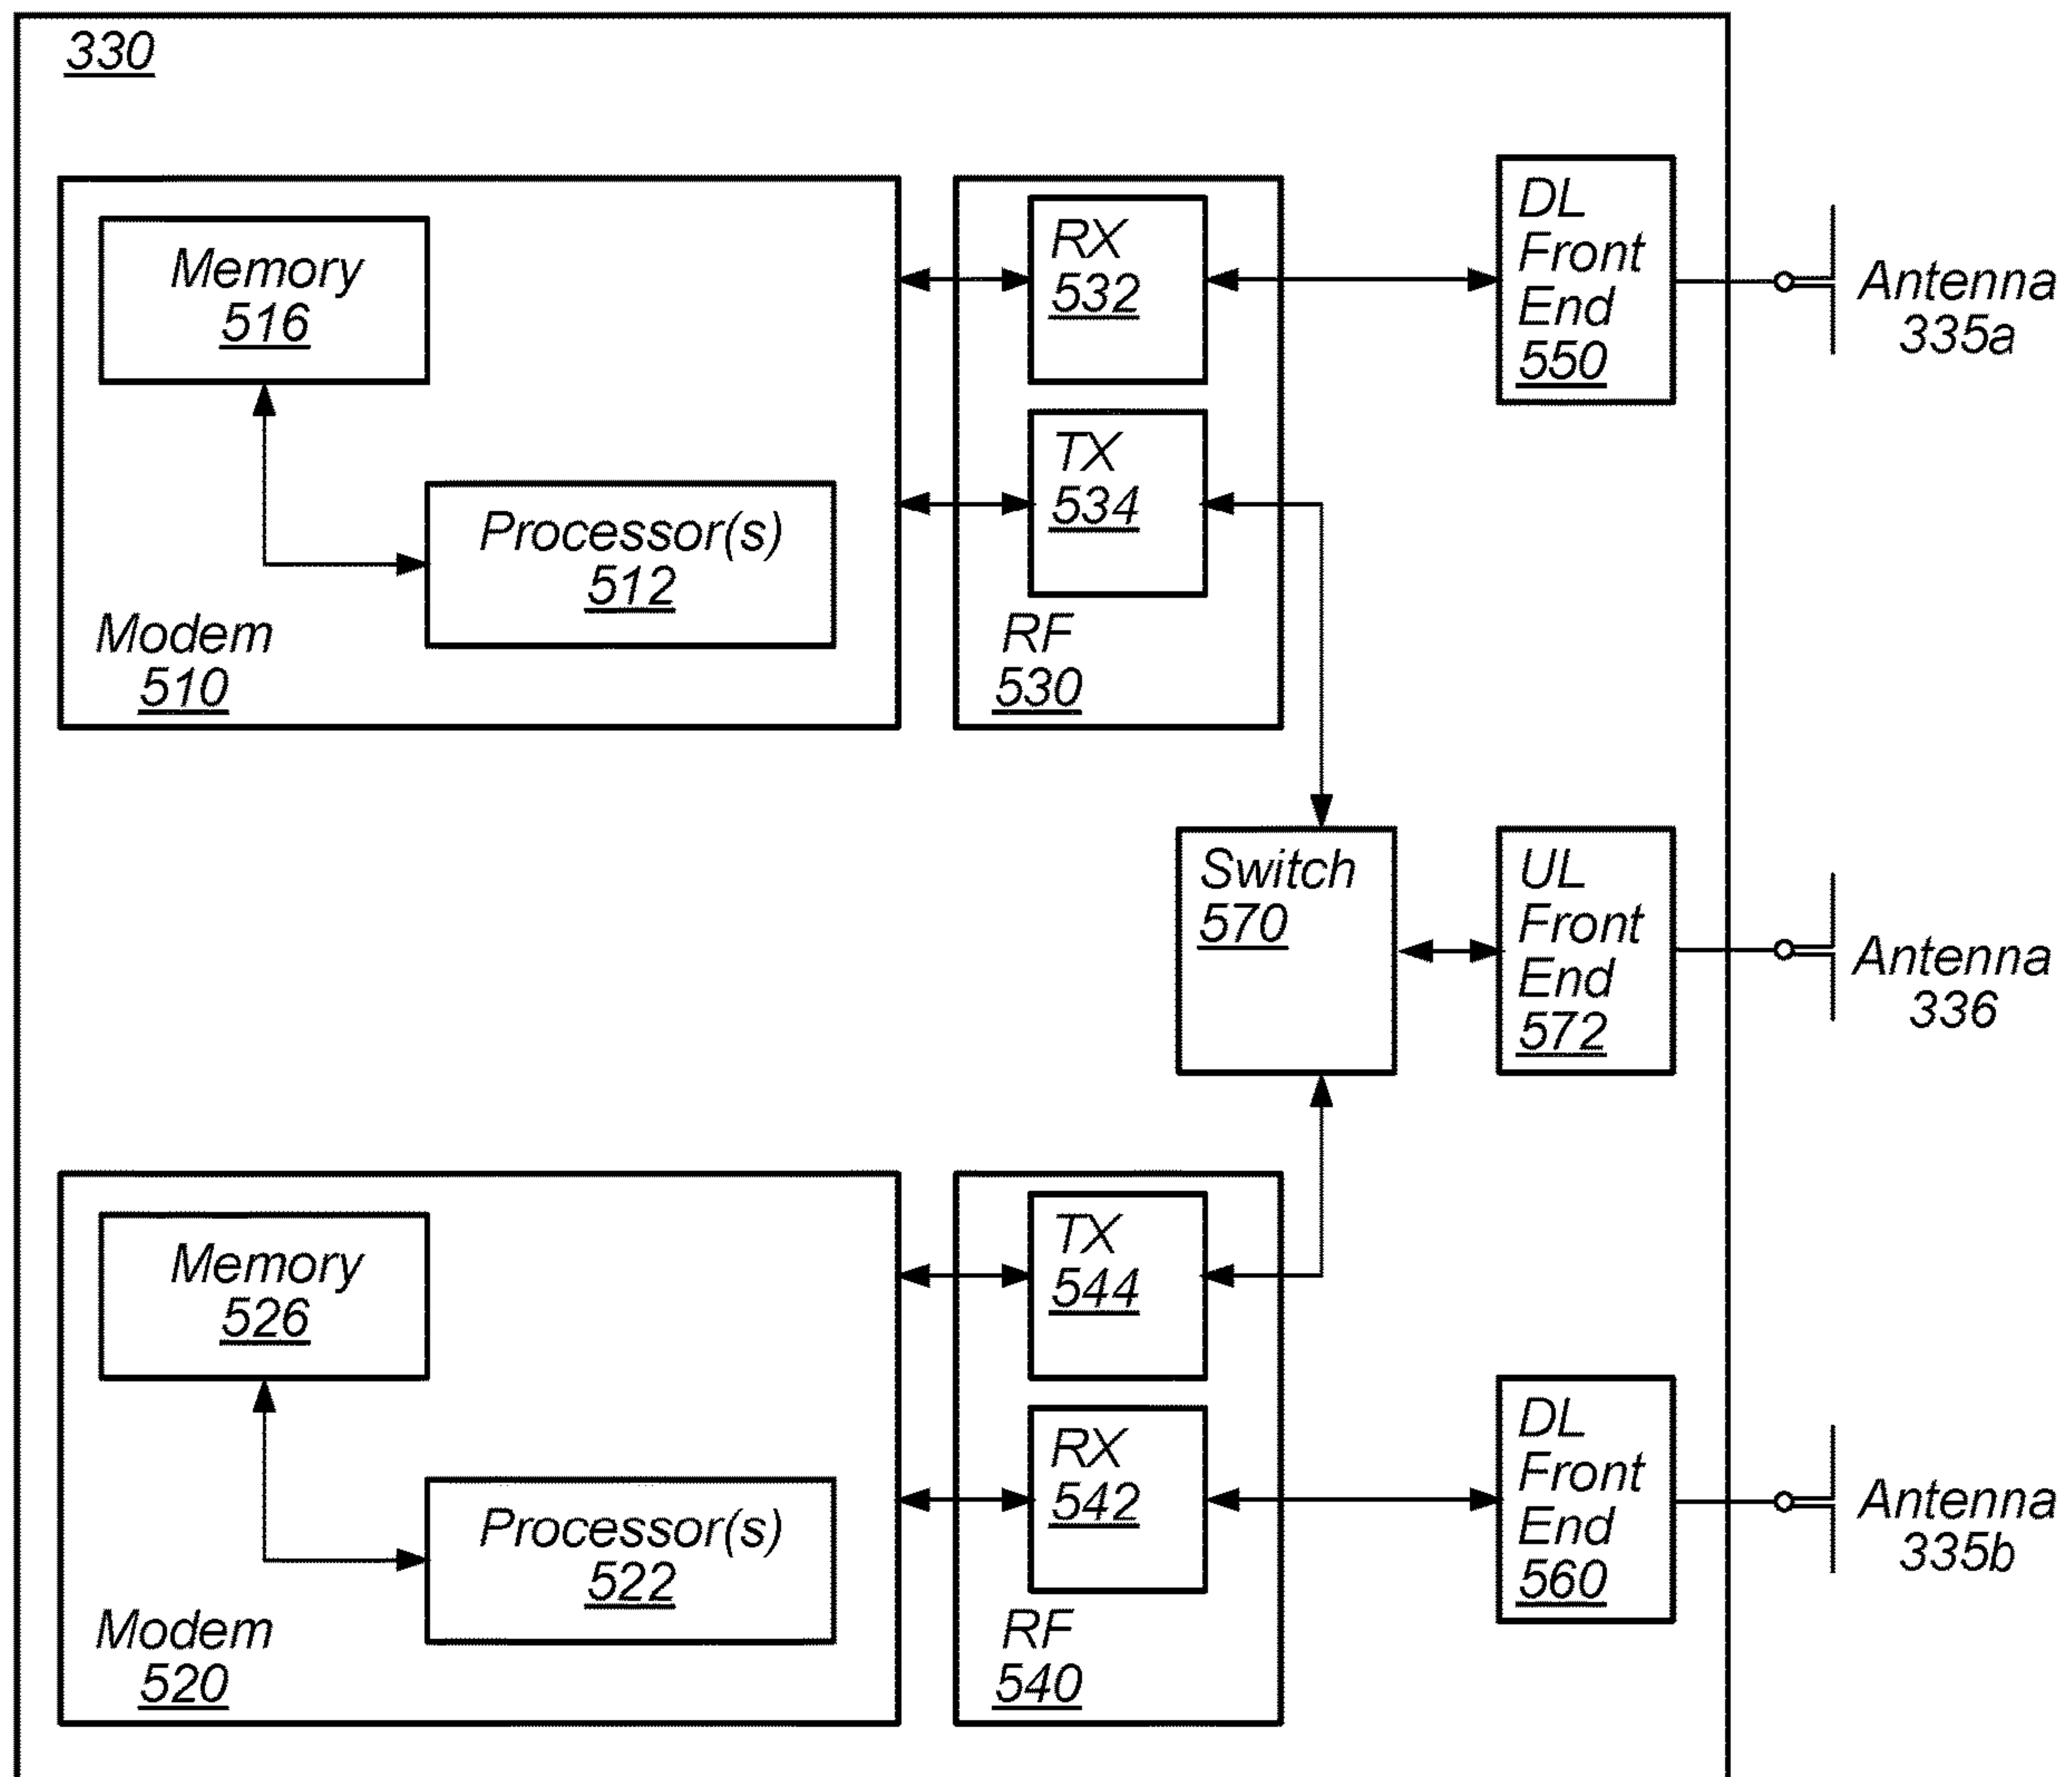 330
Memory
516
Processor(s)
512
Modem
510
RX
532
TX
534
RF
530
DL
Front
End
550
Antenna
335a
Switch
570
UL
Front
End
572
Antenna
336
Memory
526
Processor(s)
522
Modem
520
TX
544
RX
542
RF
540
DL
Front
End
560
Antenna
335b